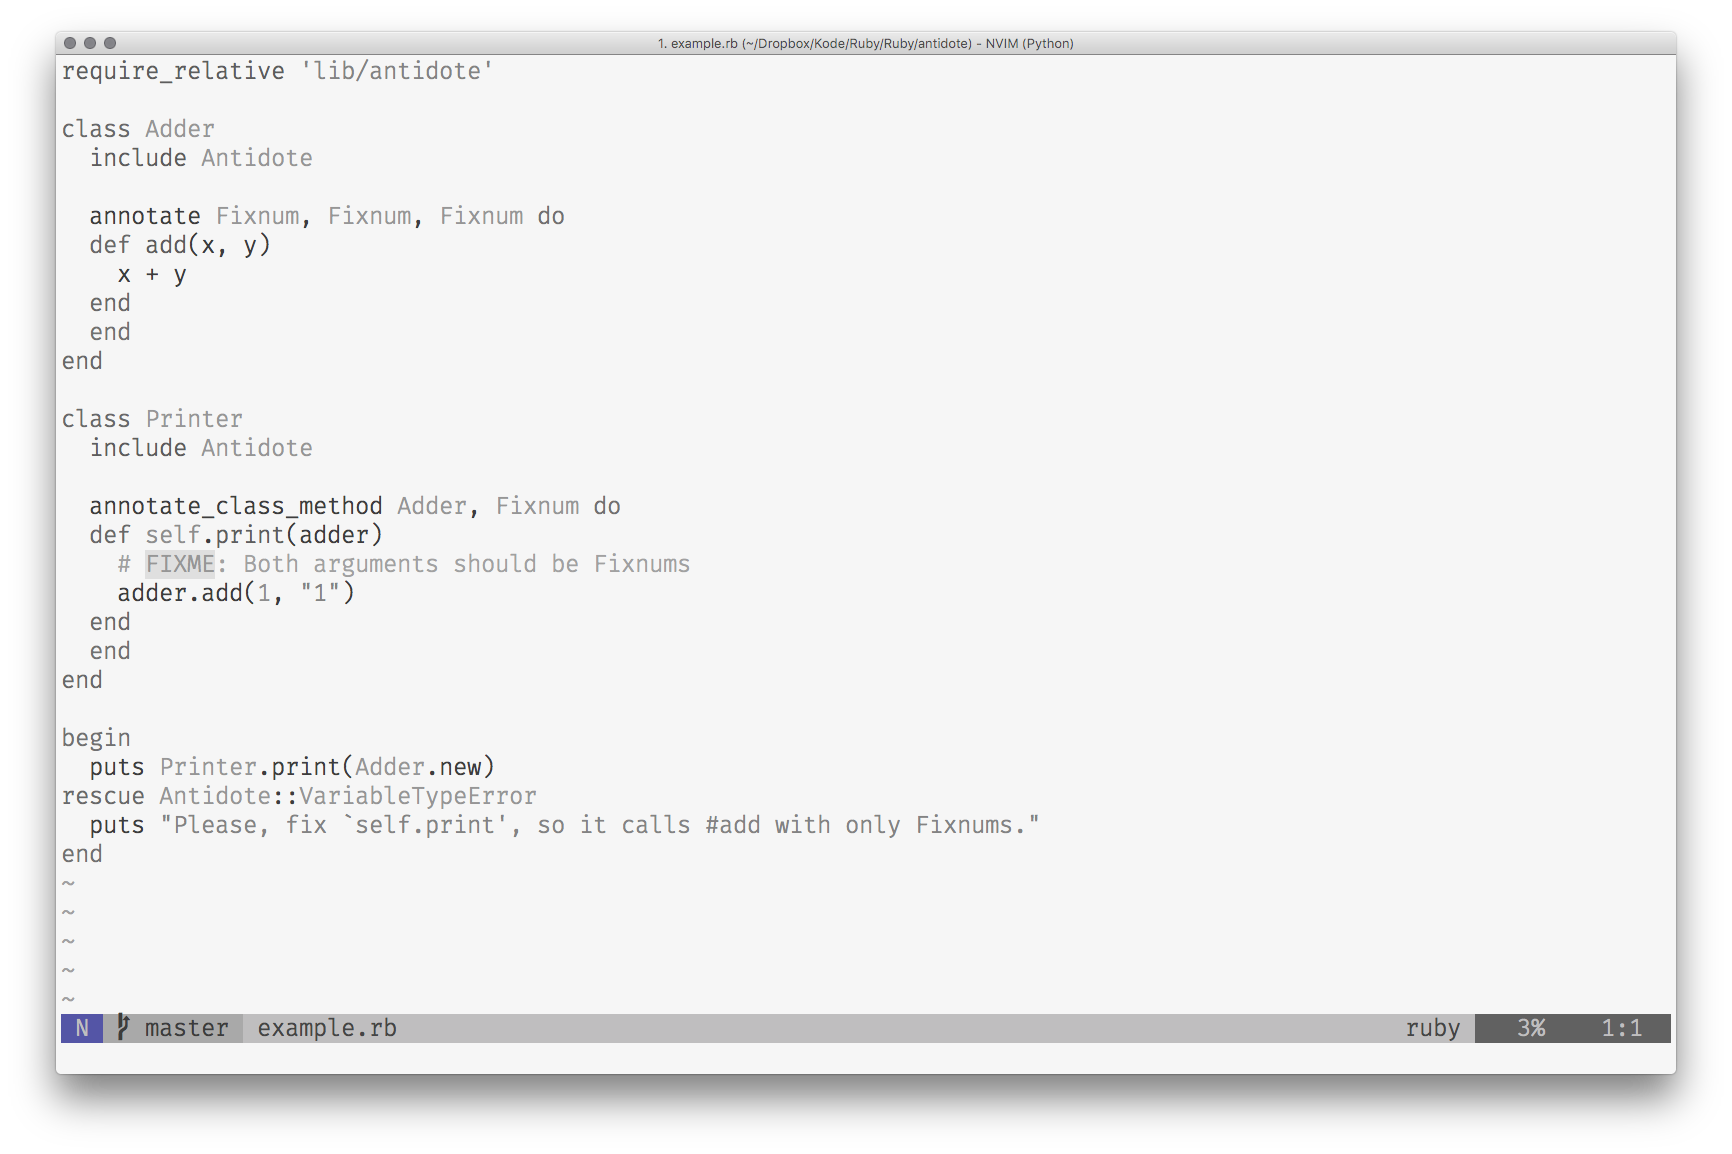 1. example.rb (~/Dropbox/Kode/Ruby/Ruby/antidote) - NVIM (Python)
require_relative 'lib/antidote'
class Adder
  include Antidote
  annotate Fixnum, Fixnum, Fixnum do
  def add(x, y)
    x + y
  end
  end
end
class Printer
  include Antidote
  annotate_class_method Adder, Fixnum do
  def self.print(adder)
    # FIXME: Both arguments should be Fixnums
    adder.add(1, "1")
  end
  end
end
begin
  puts Printer.print(Adder.new)
rescue Antidote::VariableTypeError
  puts "Please, fix `self.print', so it calls #add with only Fixnums."
end
~
~
~
~
~
N master example.rb ruby 3% 1:1